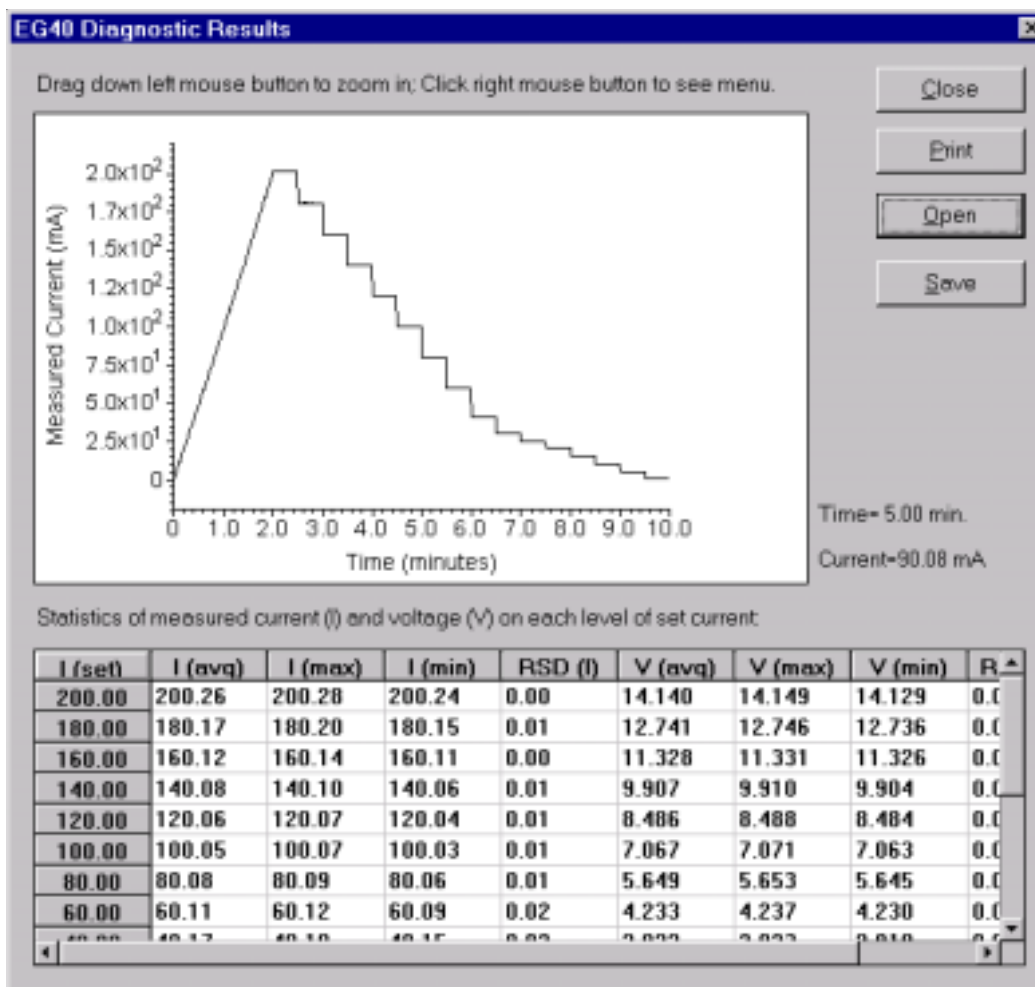 EG40 Diagnostic Results
Drag down left mouse button to zoom in; Click right mouse button to see menu.
Close
Print
Open
Save
Measured Current (mA)
2.0x10²
1.7x10²
1.5x10²
1.2x10²
1.0x10²
7.5x10¹
5.0x10¹
2.5x10¹
0
0 1.0 2.0 3.0 4.0 5.0 6.0 7.0 8.0 9.0 10.0
Time (minutes)
Time= 5.00 min.
Current=90.08 mA
Statistics of measured current (I) and voltage (V) on each level of set current:
I (set) I (avg) I (max) I (min) RSD (I) V (avg) V (max) V (min) R
200.00 200.26 200.28 200.24 0.00 14.140 14.149 14.129
180.00 180.17 180.20 180.15 0.01 12.741 12.746 12.736
160.00 160.12 160.14 160.11 0.00 11.328 11.331 11.326
140.00 140.08 140.10 140.06 0.01 9.907 9.910 9.904
120.00 120.06 120.07 120.04 0.01 8.486 8.488 8.484
100.00 100.05 100.07 100.03 0.01 7.067 7.071 7.063
80.00 80.08 80.09 80.06 0.01 5.649 5.653 5.645
60.00 60.11 60.12 60.09 0.02 4.233 4.237 4.230